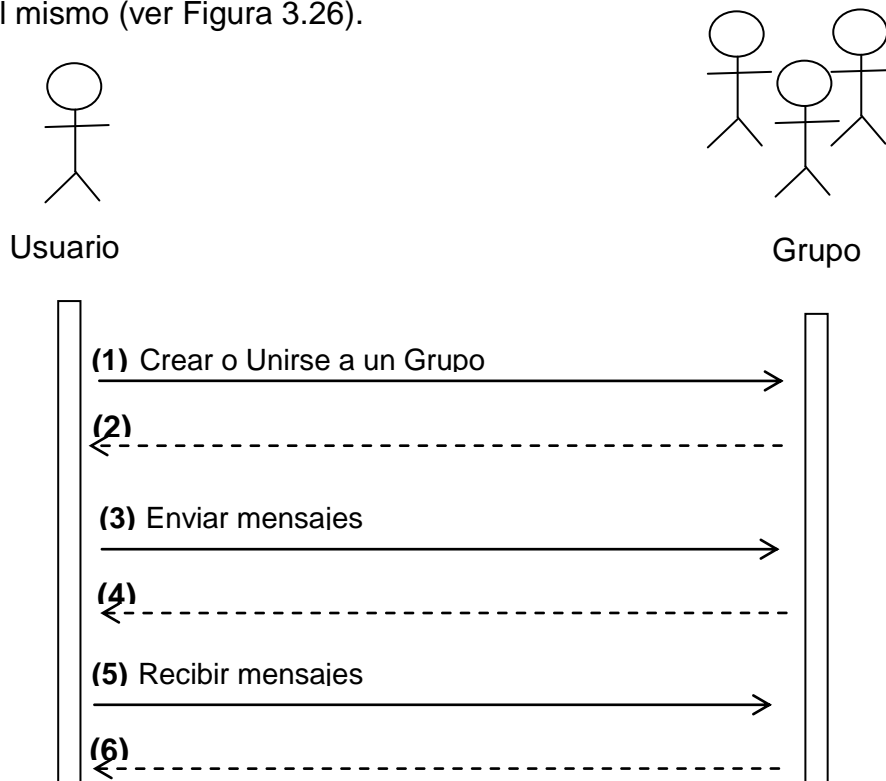 l mismo (ver Figura 3.26).
Usuario
Grupo
(1) Crear o Unirse a un Grupo
(2)
(3) Enviar mensajes
(4)
(5) Recibir mensajes
(6)